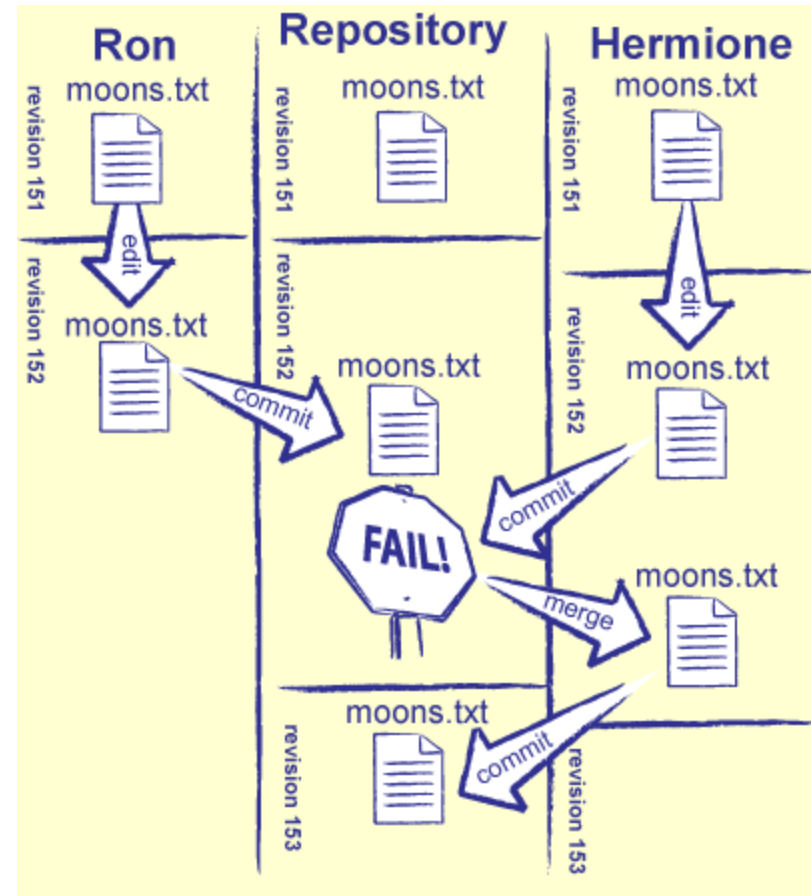 Ron
Repository
Hermione
moons.txt
moons.txt
moons.txt
revision 151
revision 151
revision 151
edit
edit
revision 152
moons.txt
commit
revision 152
moons.txt
revision 152
moons.txt
commit
FAIL!
merge
moons.txt
revision 153
moons.txt
commit
revision 153